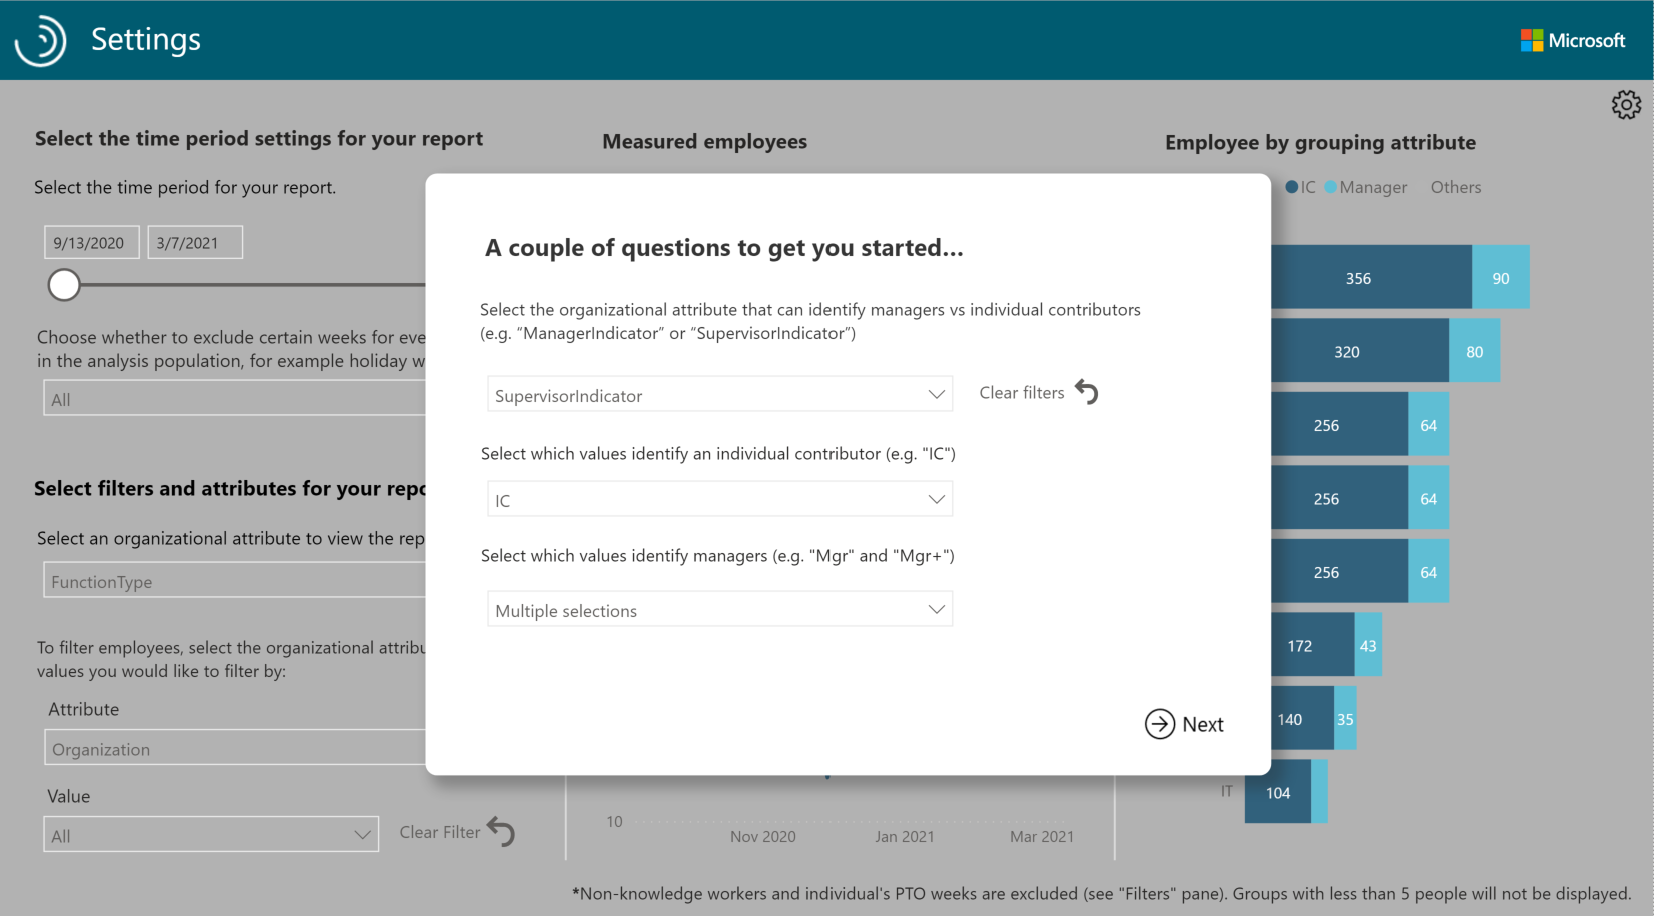 Settings
Microsoft
Select the time period settings for your report
Select the time period for your report.
9/13/2020
3/7/2021
Choose whether to exclude certain weeks for eve
in the analysis population, for example holiday w
All
Select filters and attributes for your repo
Select an organizational attribute to view the rep
FunctionType
To filter employees, select the organizational attribu
values you would like to filter by:
Attribute
Organization
Value
All
Clear Filter
Measured employees
A couple of questions to get you started...
Select the organizational attribute that can identify managers vs individual contributors
(e.g. “ManagerIndicator” or “SupervisorIndicator”)
SupervisorIndicator
Clear filters
Select which values identify an individual contributor (e.g. "IC")
IC
Select which values identify managers (e.g. "Mgr" and "Mgr+")
Multiple selections
Next
10
Nov 2020
Jan 2021
Mar 2021
Employee by grouping attribute
IC
Manager
Others
356
90
320
80
256
64
256
64
256
64
172
43
140
35
IT
104
*Non-knowledge workers and individual's PTO weeks are excluded (see "Filters" pane). Groups with less than 5 people will not be displayed.